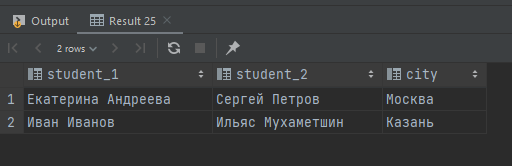 Output Result 25
2 rows
student_1 student_2 city
1 Екатерина Андреева Сергей Петров Москва
2 Иван Иванов Ильяс Мухаметшин Казань